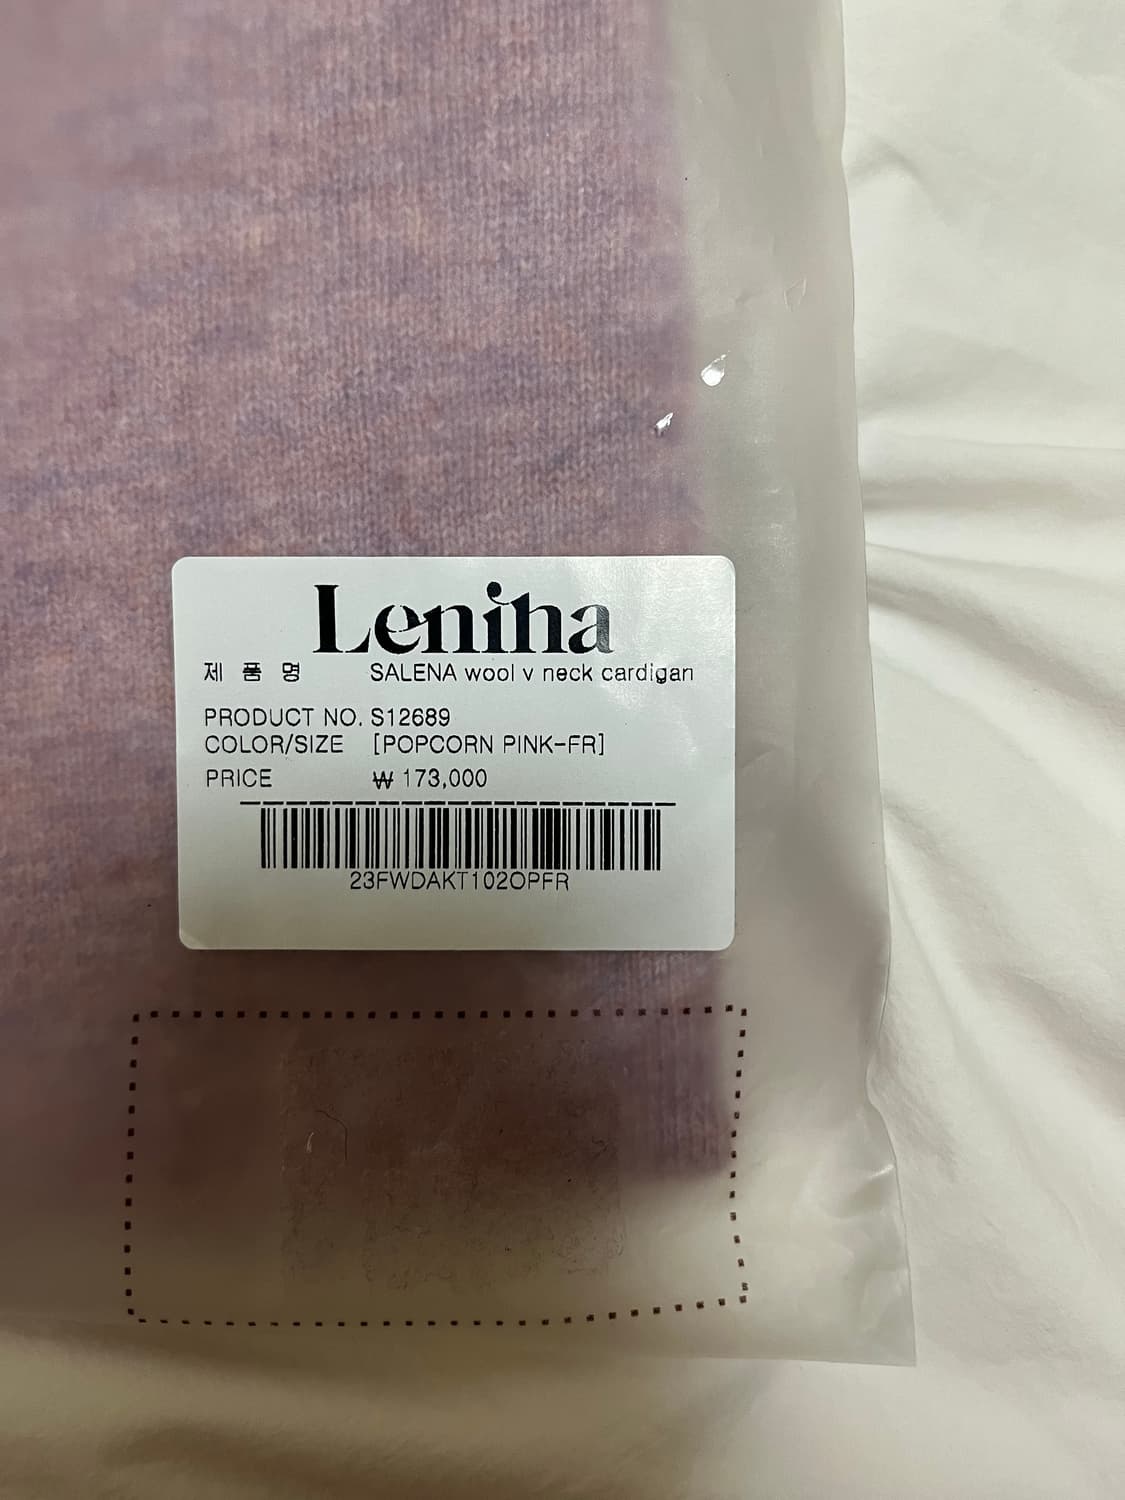 Leniha
제 품 명 SALENA wool v neck cardigan
PRODUCT NO. S12689
COLOR/SIZE [POPCORN PINK-FR]
PRICE ₩ 173,000
23FWDAKT102OPFR